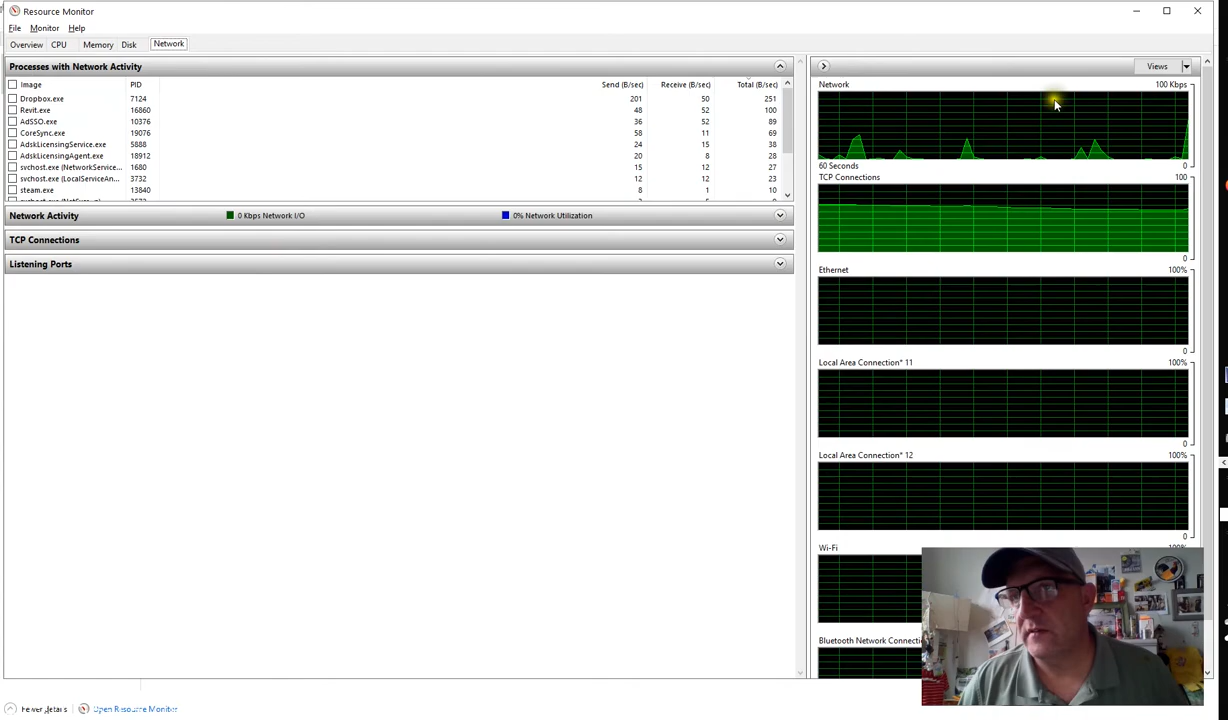 Resource Monitor
File Monitor Help
Overview CPU Memory Disk Network
Processes with Network Activity
Image PID Send (B/sec) Receive (B/sec) Total (B/sec)
Dropbox.exe 7124 201 50 251
Revit.exe 16860 48 52 100
AdSSO.exe 10376 36 52 89
CoreSync.exe 19076 58 11 69
AdskLicensingService.exe 5888 24 15 38
AdskLicensingAgent.exe 18912 20 8 28
svchost.exe (NetworkService... 1680 15 12 27
svchost.exe (LocalServiceAn... 3732 12 12 23
steam.exe 13840 8 1 10
Network Activity 0 Kbps Network I/O 0% Network Utilization
TCP Connections
Listening Ports
Views
Network 100 Kbps
60 Seconds 0
TCP Connections 100
0
Ethernet 100%
0
Local Area Connection* 11 100%
0
Local Area Connection* 12 100%
0
Wi-Fi 100%
Bluetooth Network Connecti
Fewer details Open Resource Monitor